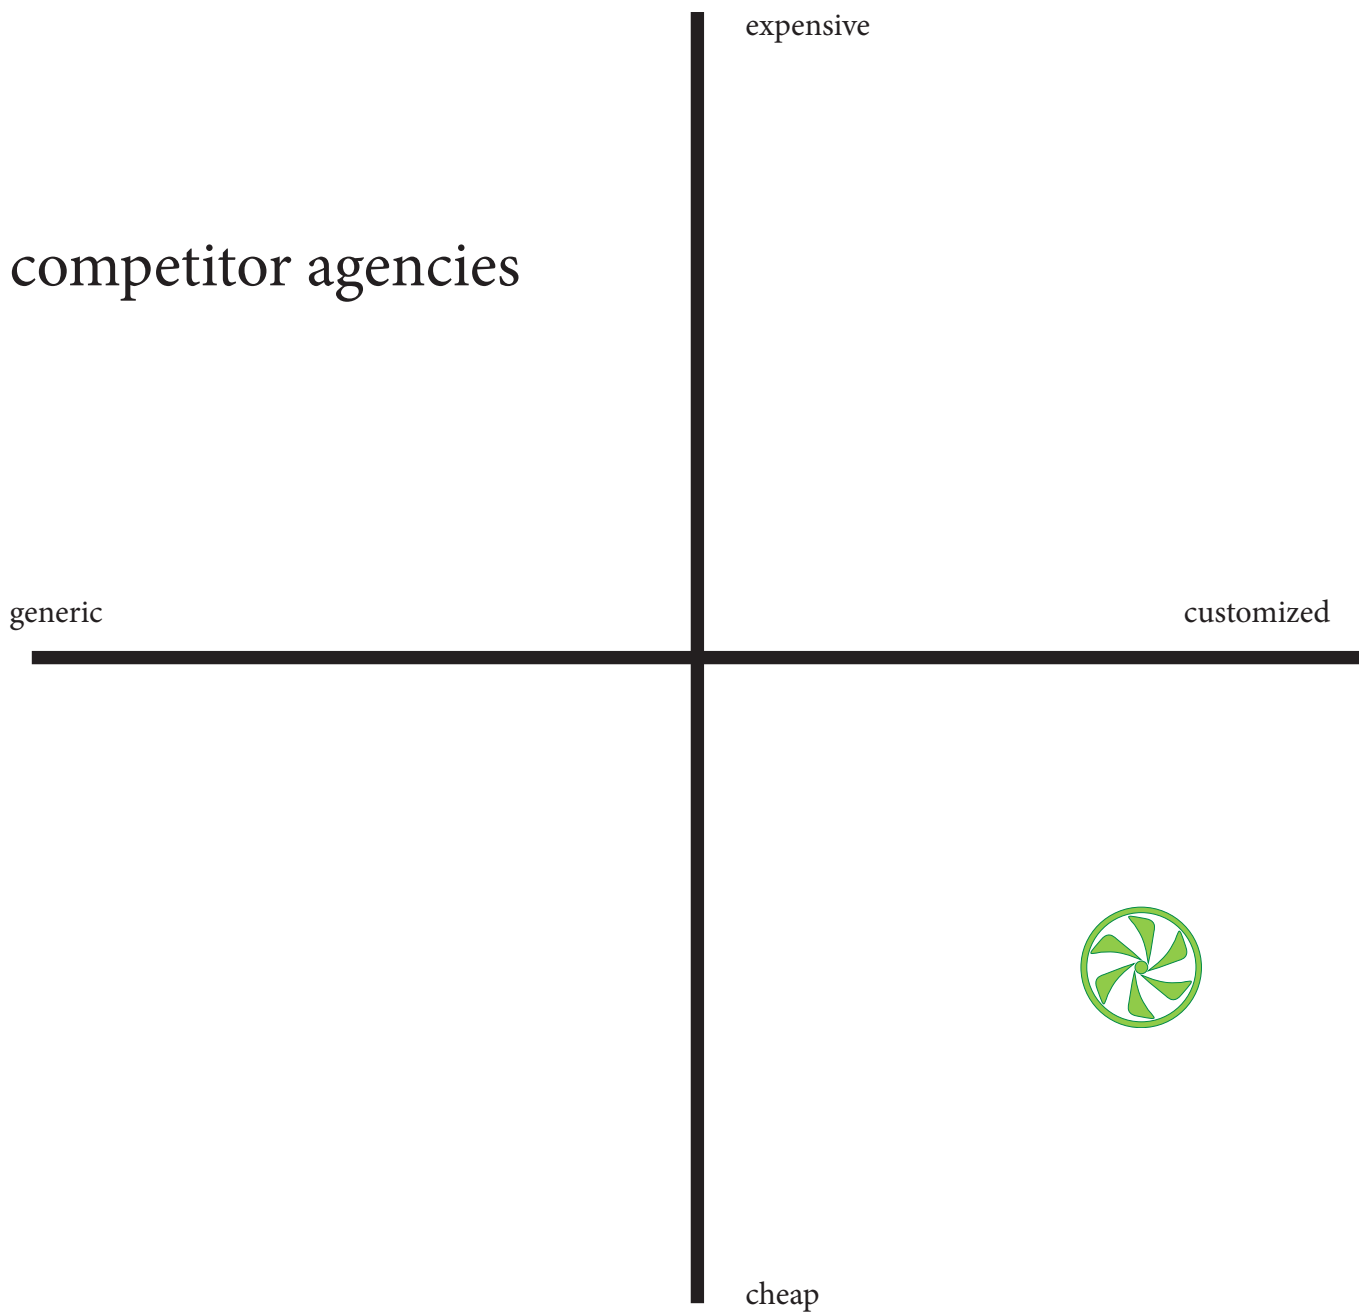 expensive
competitor agencies
generic
customized
cheap